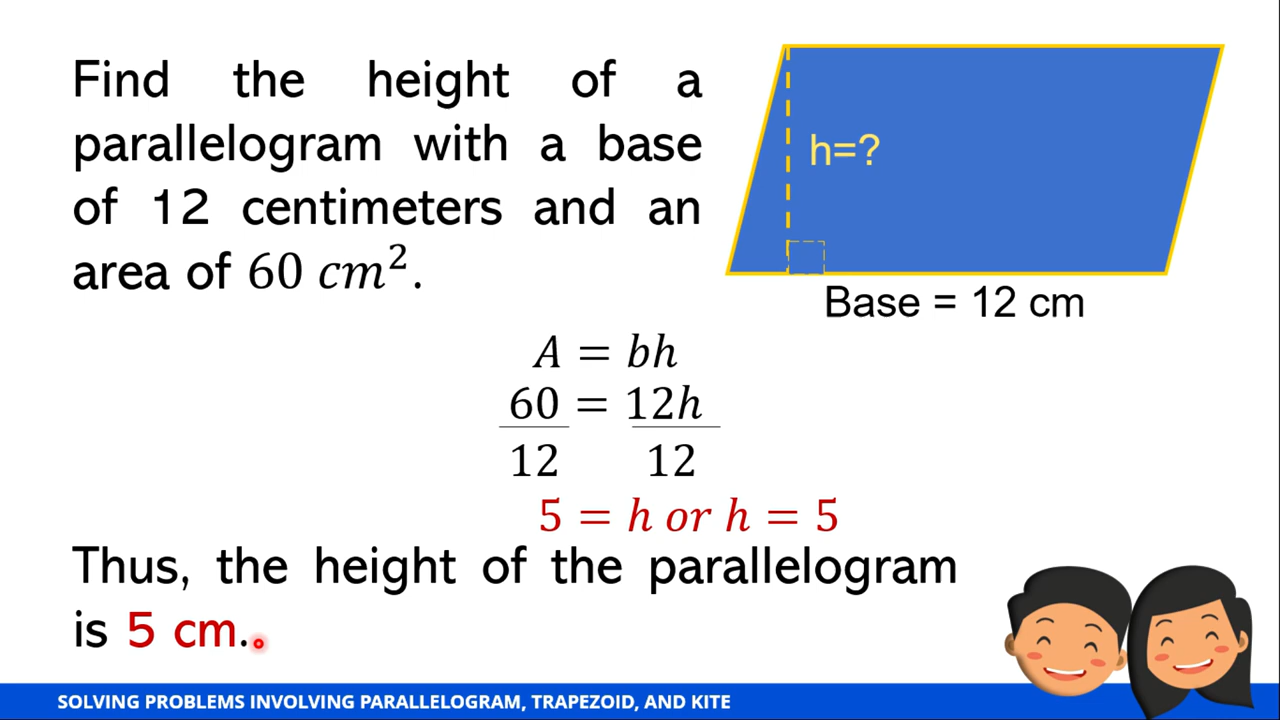 Find the height of a
parallelogram with a base
of 12 centimeters and an
area of 60 cm².
h=?
Base = 12 cm
A = bh
60 = 12h
12 12
5 = h or h = 5
Thus, the height of the parallelogram
is 5 cm.
SOLVING PROBLEMS INVOLVING PARALLELOGRAM, TRAPEZOID, AND KITE